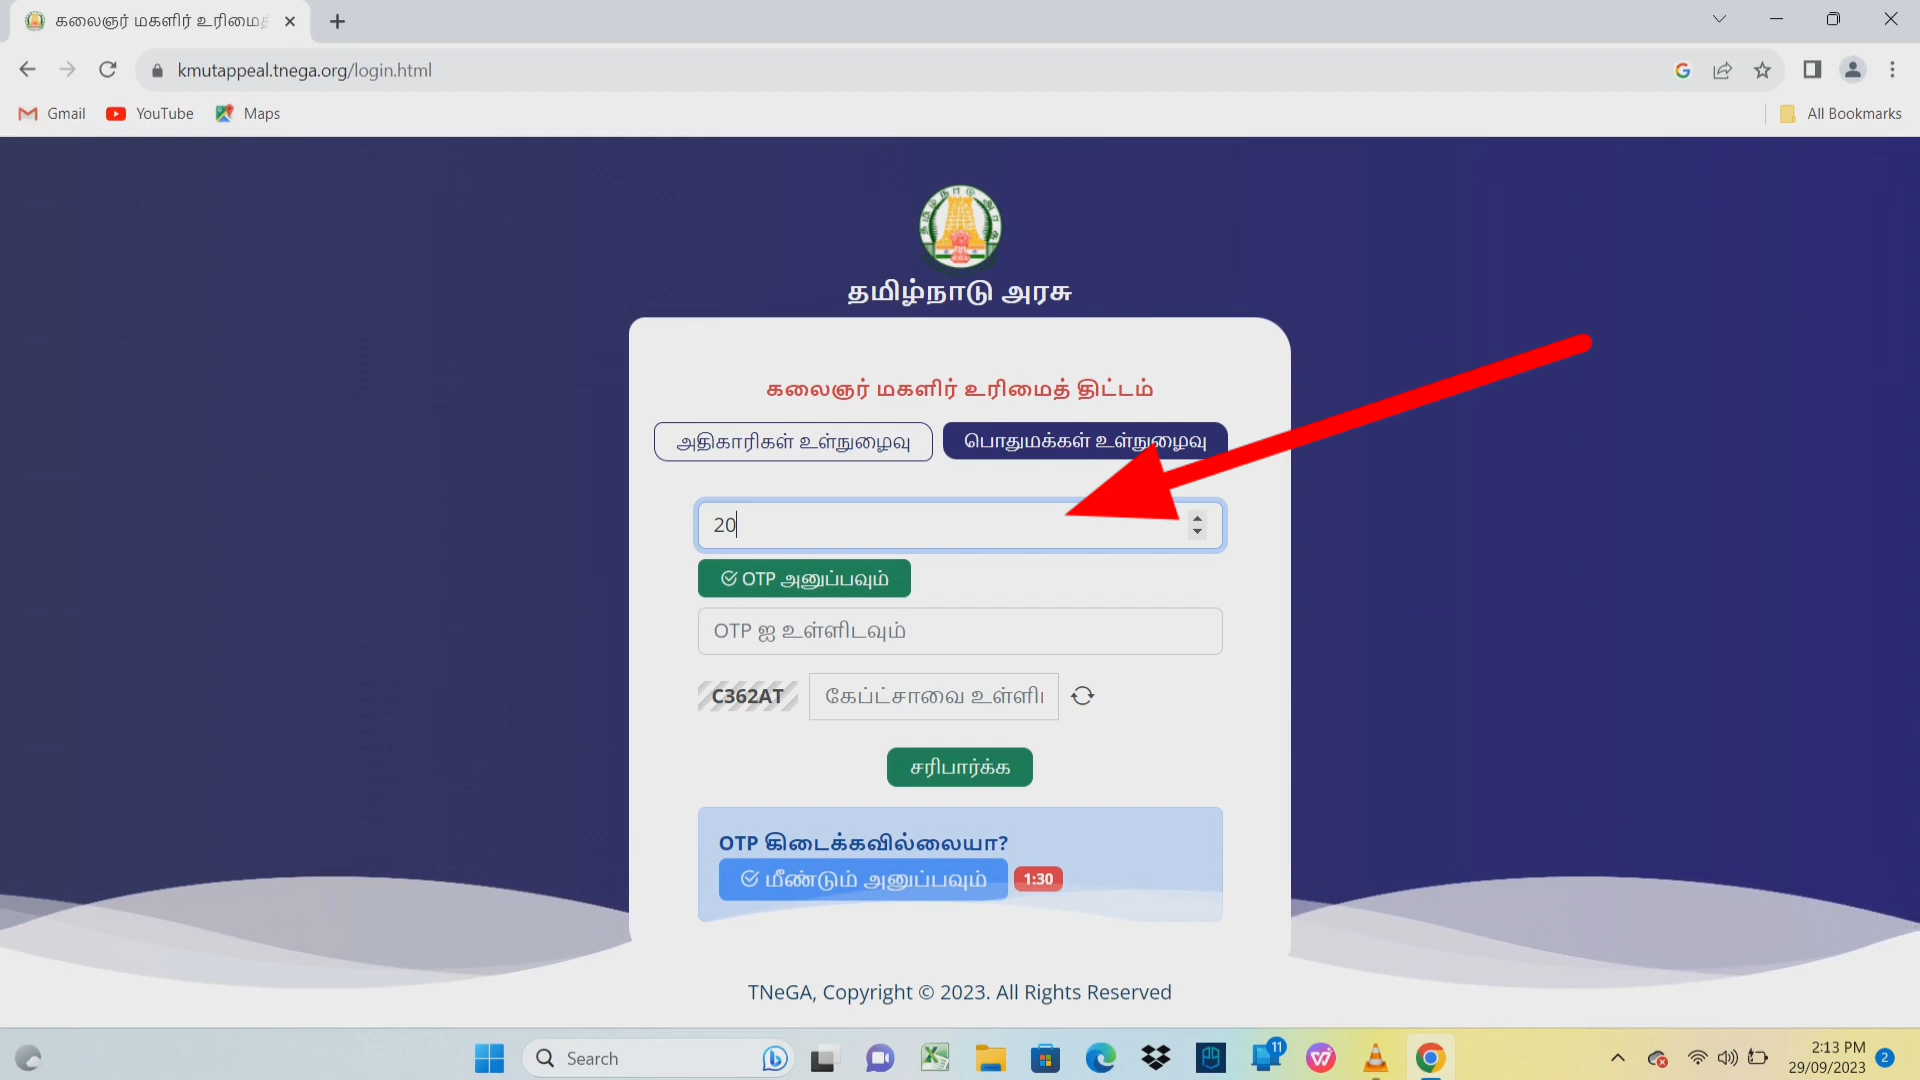 கலைஞர் மகளிர் உரிமைத்
kmutappeal.tnega.org/login.html
Gmail
YouTube
Maps
All Bookmarks
தமிழ்நாடு அரசு
கலைஞர் மகளிர் உரிமைத் திட்டம்
அதிகாரிகள் உள்நுழைவு
பொதுமக்கள் உள்நுழைவு
20
OTP அனுப்பவும்
OTP ஐ உள்ளிடவும்
C362AT
கேப்ட்சாவை உள்ளி
சரிபார்க்க
OTP கிடைக்கவில்லையா?
மீண்டும் அனுப்பவும்
1:30
TNeGA, Copyright © 2023. All Rights Reserved
Search
11
2:13 PM
29/09/2023
2